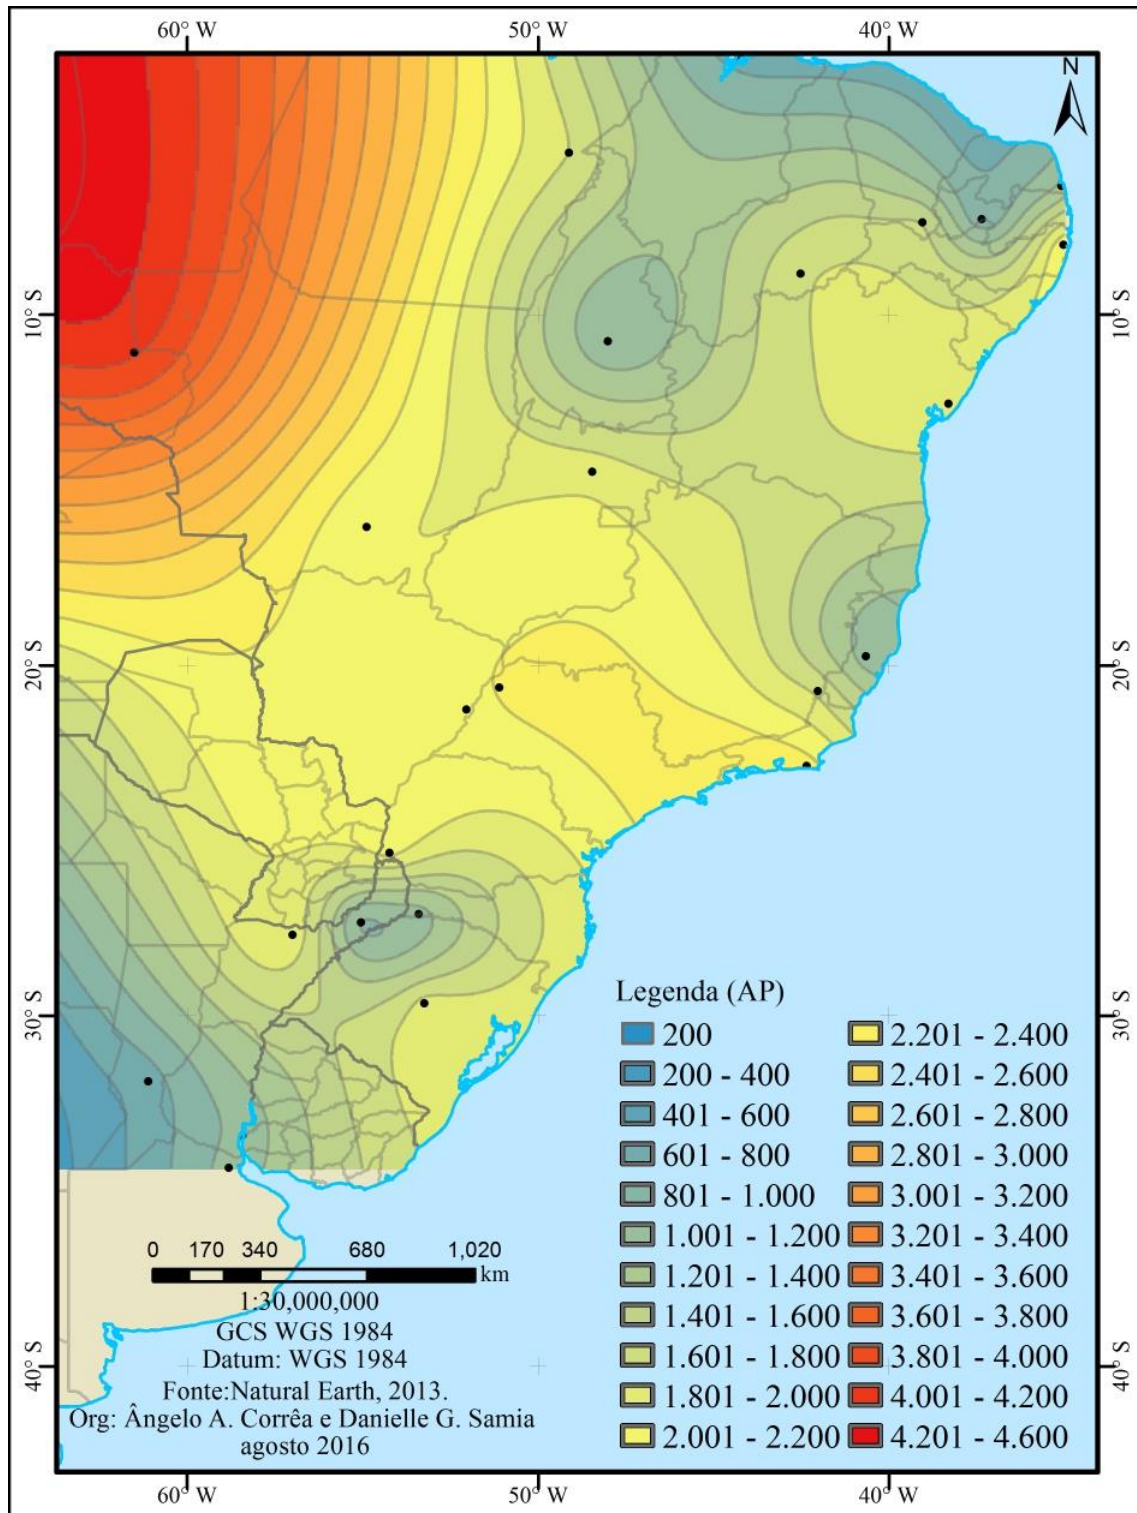 60° W 50° W 40° W
N
10° S 10° S
20° S 20° S
30° S 30° S
40° S 40° S
Legenda (AP)
200 2.201 - 2.400
200 - 400 2.401 - 2.600
401 - 600 2.601 - 2.800
601 - 800 2.801 - 3.000
801 - 1.000 3.001 - 3.200
1.001 - 1.200 3.201 - 3.400
1.201 - 1.400 3.401 - 3.600
1.401 - 1.600 3.601 - 3.800
1.601 - 1.800 3.801 - 4.000
1.801 - 2.000 4.001 - 4.200
2.001 - 2.200 4.201 - 4.600
0 170 340 680 1,020
km
1:30,000,000
GCS WGS 1984
Datum: WGS 1984
Fonte:Natural Earth, 2013.
Org: Ângelo A. Corrêa e Danielle G. Samia
agosto 2016
60° W 50° W 40° W